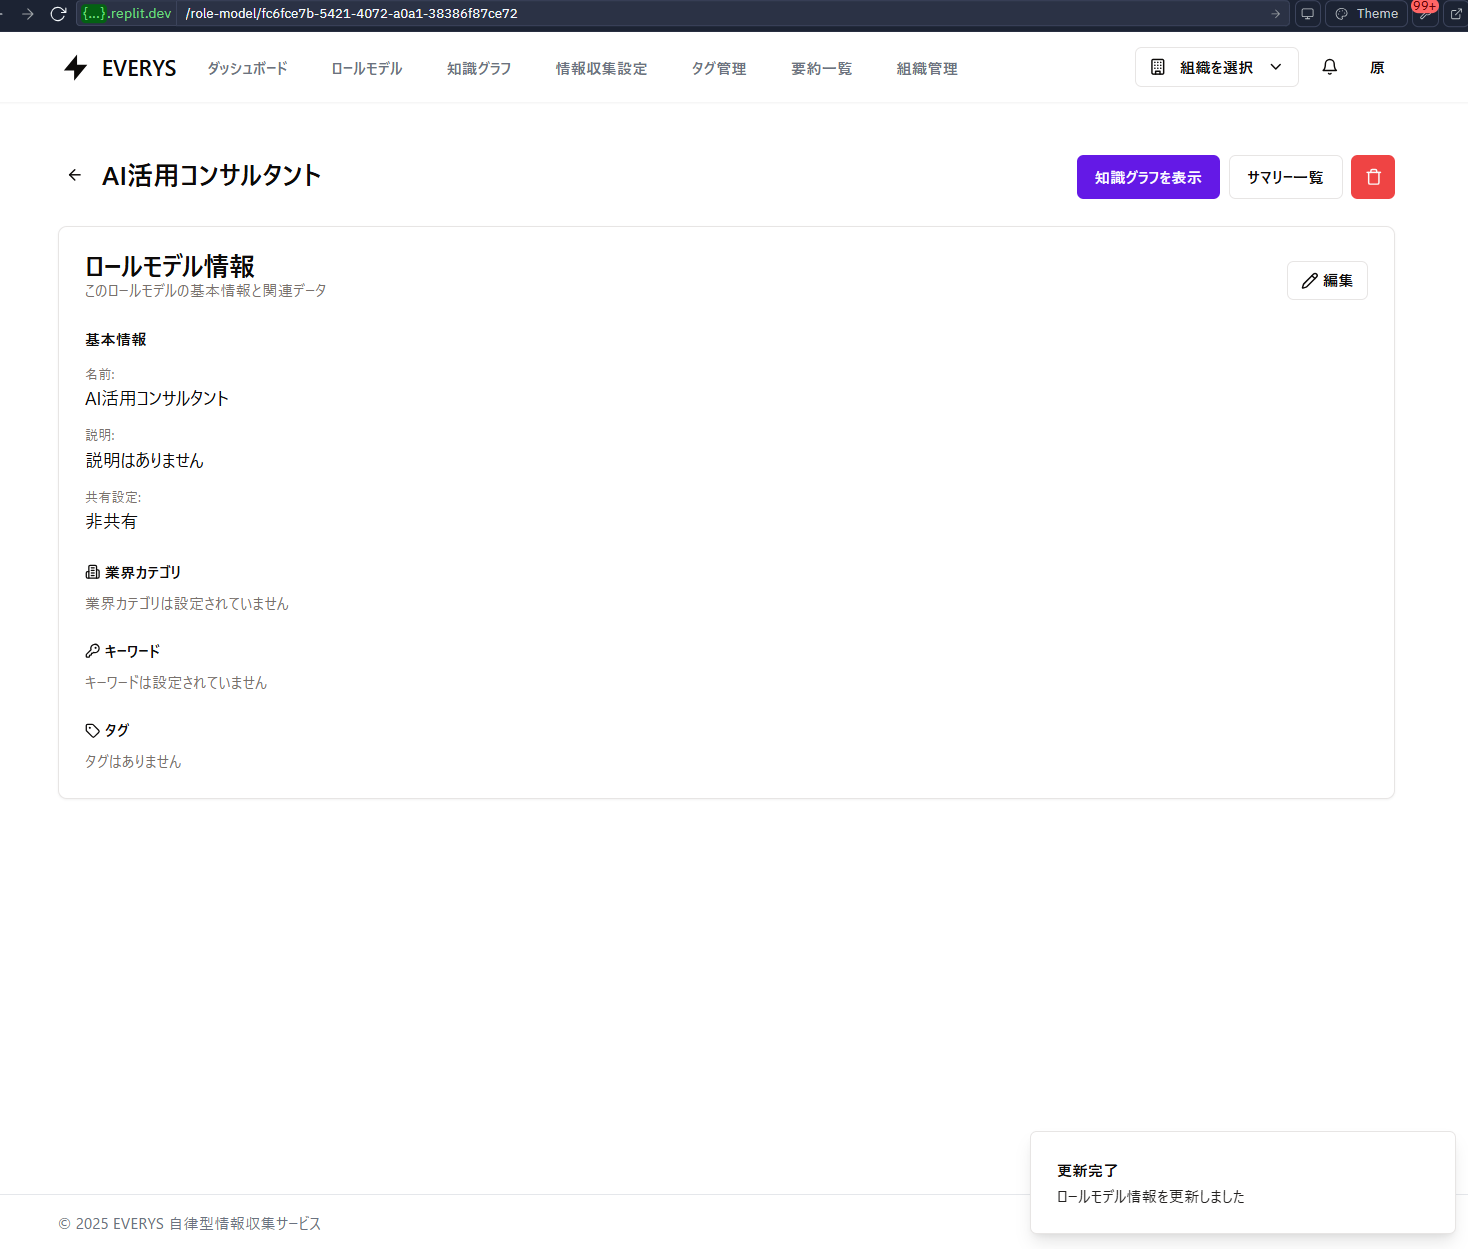 {...}.replit.dev /role-model/fc6fce7b-5421-4072-a0a1-38386f87ce72 Theme 99+
EVERYS ダッシュボード ロールモデル 知識グラフ 情報収集設定 タグ管理 要約一覧 組織管理 組織を選択 原
AI活用コンサルタント 知識グラフを表示 サマリー一覧
ロールモデル情報
このロールモデルの基本情報と関連データ
編集
基本情報
名前:
AI活用コンサルタント
説明:
説明はありません
共有設定:
非共有
業界カテゴリ
業界カテゴリは設定されていません
キーワード
キーワードは設定されていません
タグ
タグはありません
更新完了
ロールモデル情報を更新しました
© 2025 EVERYS 自律型情報収集サービス